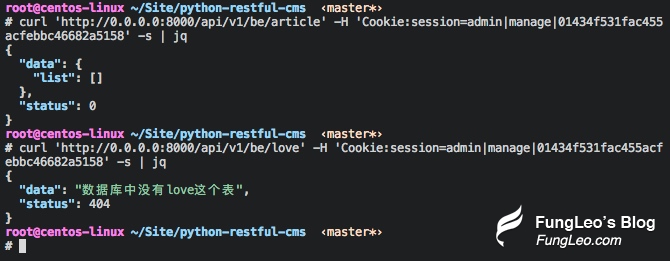 root@centos-linux ~/Site/python-restful-cms ‹master*›
# curl 'http://0.0.0.0:8000/api/v1/be/article' -H 'Cookie:session=admin|manage|01434f531fac455
acfebbc46682a5158' -s | jq
{
  "data": {
    "list": []
  },
  "status": 0
}
root@centos-linux ~/Site/python-restful-cms ‹master*›
# curl 'http://0.0.0.0:8000/api/v1/be/love' -H 'Cookie:session=admin|manage|01434f531fac455acf
ebbc46682a5158' -s | jq
{
  "data": "数据库中没有love这个表",
  "status": 404
}
root@centos-linux ~/Site/python-restful-cms ‹master*›
#
FungLeo's Blog
FungLeo.com